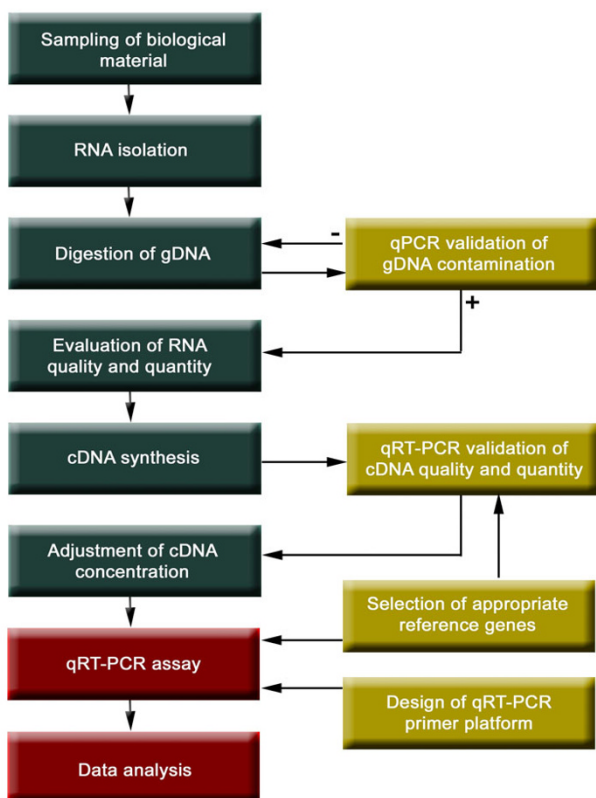 Sampling of biological
material
RNA isolation
Digestion of gDNA
-
qPCR validation of
gDNA contamination
+
Evaluation of RNA
quality and quantity
cDNA synthesis
qRT-PCR validation of
cDNA quality and quantity
Adjustment of cDNA
concentration
Selection of appropriate
reference genes
qRT-PCR assay
Design of qRT-PCR
primer platform
Data analysis